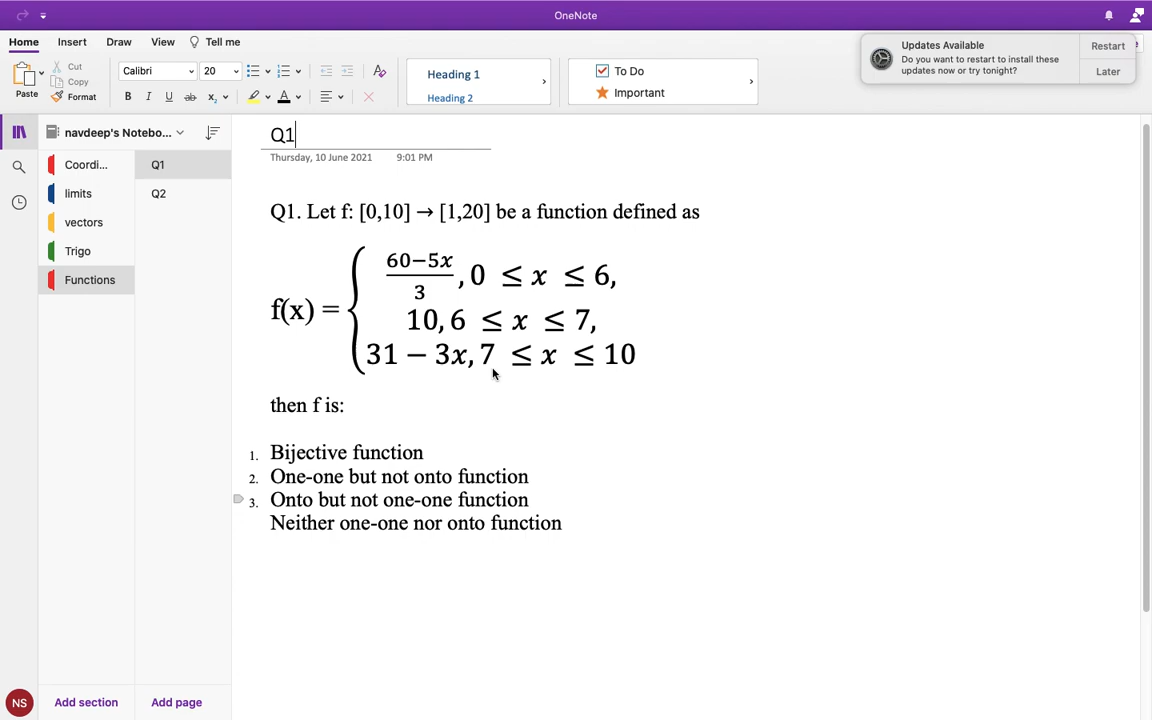 OneNote
Home Insert Draw View Tell me
Updates Available
Do you want to restart to install these
updates now or try tonight?
Restart
Later
Paste
Cut
Copy
Format
Calibri 20
B I U ab x₂ A
Heading 1
Heading 2
To Do
Important
navdeep's Notebo...
Coordi...
limits
vectors
Trigo
Functions
Q1
Q2
Q1
Thursday, 10 June 2021 9:01 PM
Q1. Let f: [0,10] → [1,20] be a function defined as
f(x) = { (60−5x)/3 , 0 ≤ x ≤ 6,
10, 6 ≤ x ≤ 7,
31 − 3x, 7 ≤ x ≤ 10
then f is:
1. Bijective function
2. One-one but not onto function
3. Onto but not one-one function
Neither one-one nor onto function
NS
Add section
Add page